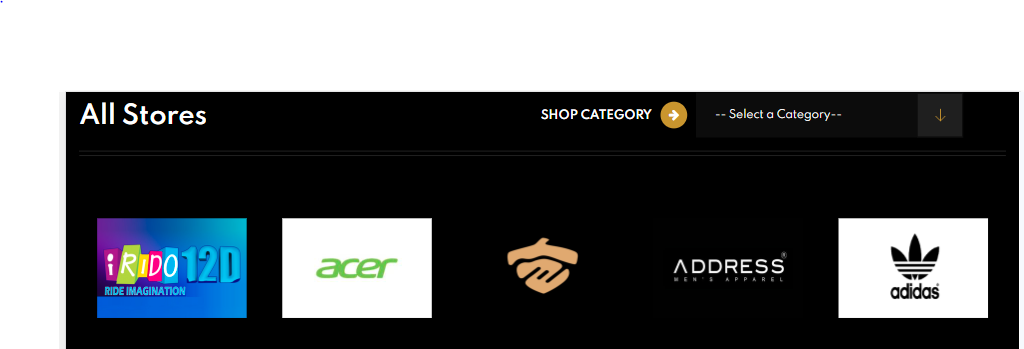 All Stores
SHOP CATEGORY
-- Select a Category--
iRIDO 12D
RIDE IMAGINATION
acer
ADDRESS®
MEN'S APPAREL
adidas